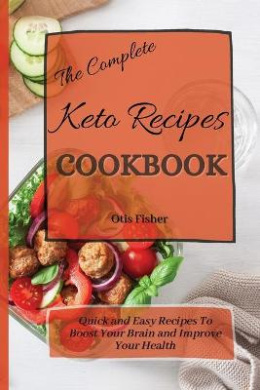 The Complete
Keto Recipes
COOKBOOK
Otis Fisher
Quick and Easy Recipes To
Boost Your Brain and Improve
Your Health